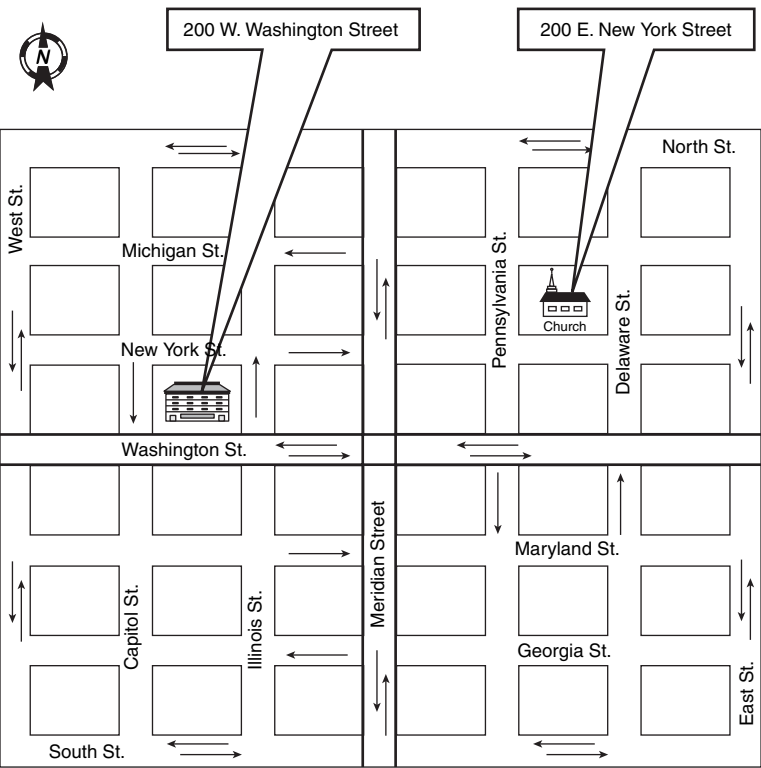 200 W. Washington Street
200 E. New York Street
N
North St.
West St.
Michigan St.
Pennsylvania St.
Delaware St.
Church
New York St.
Washington St.
Meridian Street
Maryland St.
Capitol St.
Illinois St.
Georgia St.
East St.
South St.